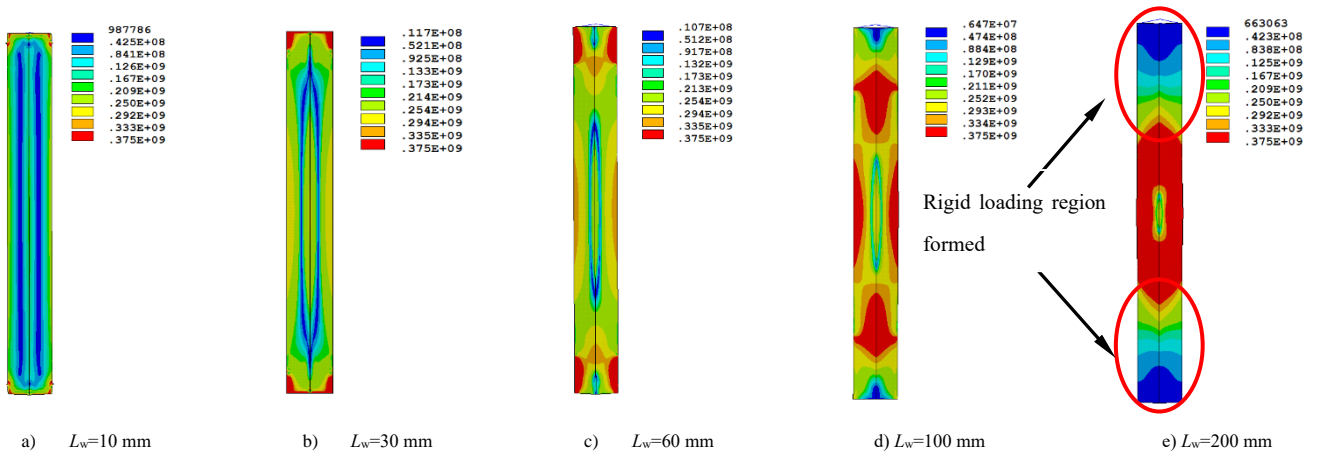 987786
.425E+08
.841E+08
.126E+09
.167E+09
.209E+09
.250E+09
.292E+09
.333E+09
.375E+09
.117E+08
.521E+08
.925E+08
.133E+09
.173E+09
.214E+09
.254E+09
.294E+09
.335E+09
.375E+09
.107E+08
.512E+08
.917E+08
.132E+09
.173E+09
.213E+09
.254E+09
.294E+09
.335E+09
.375E+09
.647E+07
.474E+08
.884E+08
.129E+09
.170E+09
.211E+09
.252E+09
.293E+09
.334E+09
.375E+09
663063
.423E+08
.838E+08
.125E+09
.167E+09
.209E+09
.250E+09
.292E+09
.333E+09
.375E+09
Rigid loading region
formed
a) Lw=10 mm
b) Lw=30 mm
c) Lw=60 mm
d) Lw=100 mm
e) Lw=200 mm